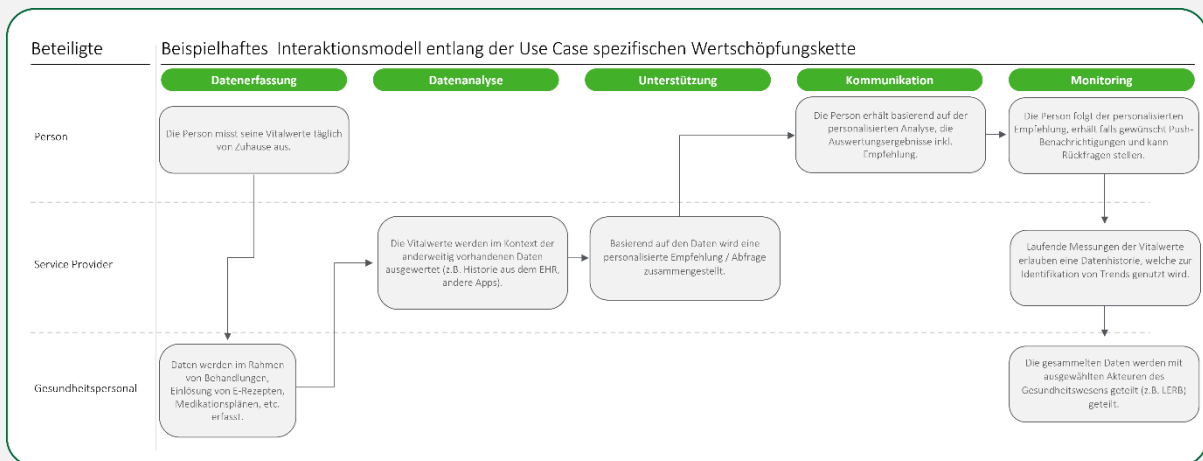 Beteiligte
Beispielhaftes Interaktionsmodell entlang der Use Case spezifischen Wertschöpfungskette
Datenerfassung
Datenanalyse
Unterstützung
Kommunikation
Monitoring
Person
Die Person misst seine Vitalwerte täglich
von Zuhause aus.
Die Person erhält basierend auf der
personalisierten Analyse, die
Auswertungsergebnisse inkl.
Empfehlung.
Die Person folgt der personalisierten
Empfehlung, erhält falls gewünscht Push-
Benachrichtigungen und kann
Rückfragen stellen.
Service Provider
Die Vitalwerte werden im Kontext der
anderweitig vorhandenen Daten
ausgewertet (z.B. Historie aus dem EHR,
andere Apps).
Basierend auf den Daten wird eine
personalisierte Empfehlung / Abfrage
zusammengestellt.
Laufende Messungen der Vitalwerte
erlauben eine Datenhistorie, welche zur
Identifikation von Trends genutzt wird.
Gesundheitspersonal
Daten werden im Rahmen
von Behandlungen,
Einlösung von E-Rezepten,
Medikationsplänen, etc.
erfasst.
Die gesammelten Daten werden mit
ausgewählten Akteuren des
Gesundheitswesens geteilt (z.B. LERB)
geteilt.